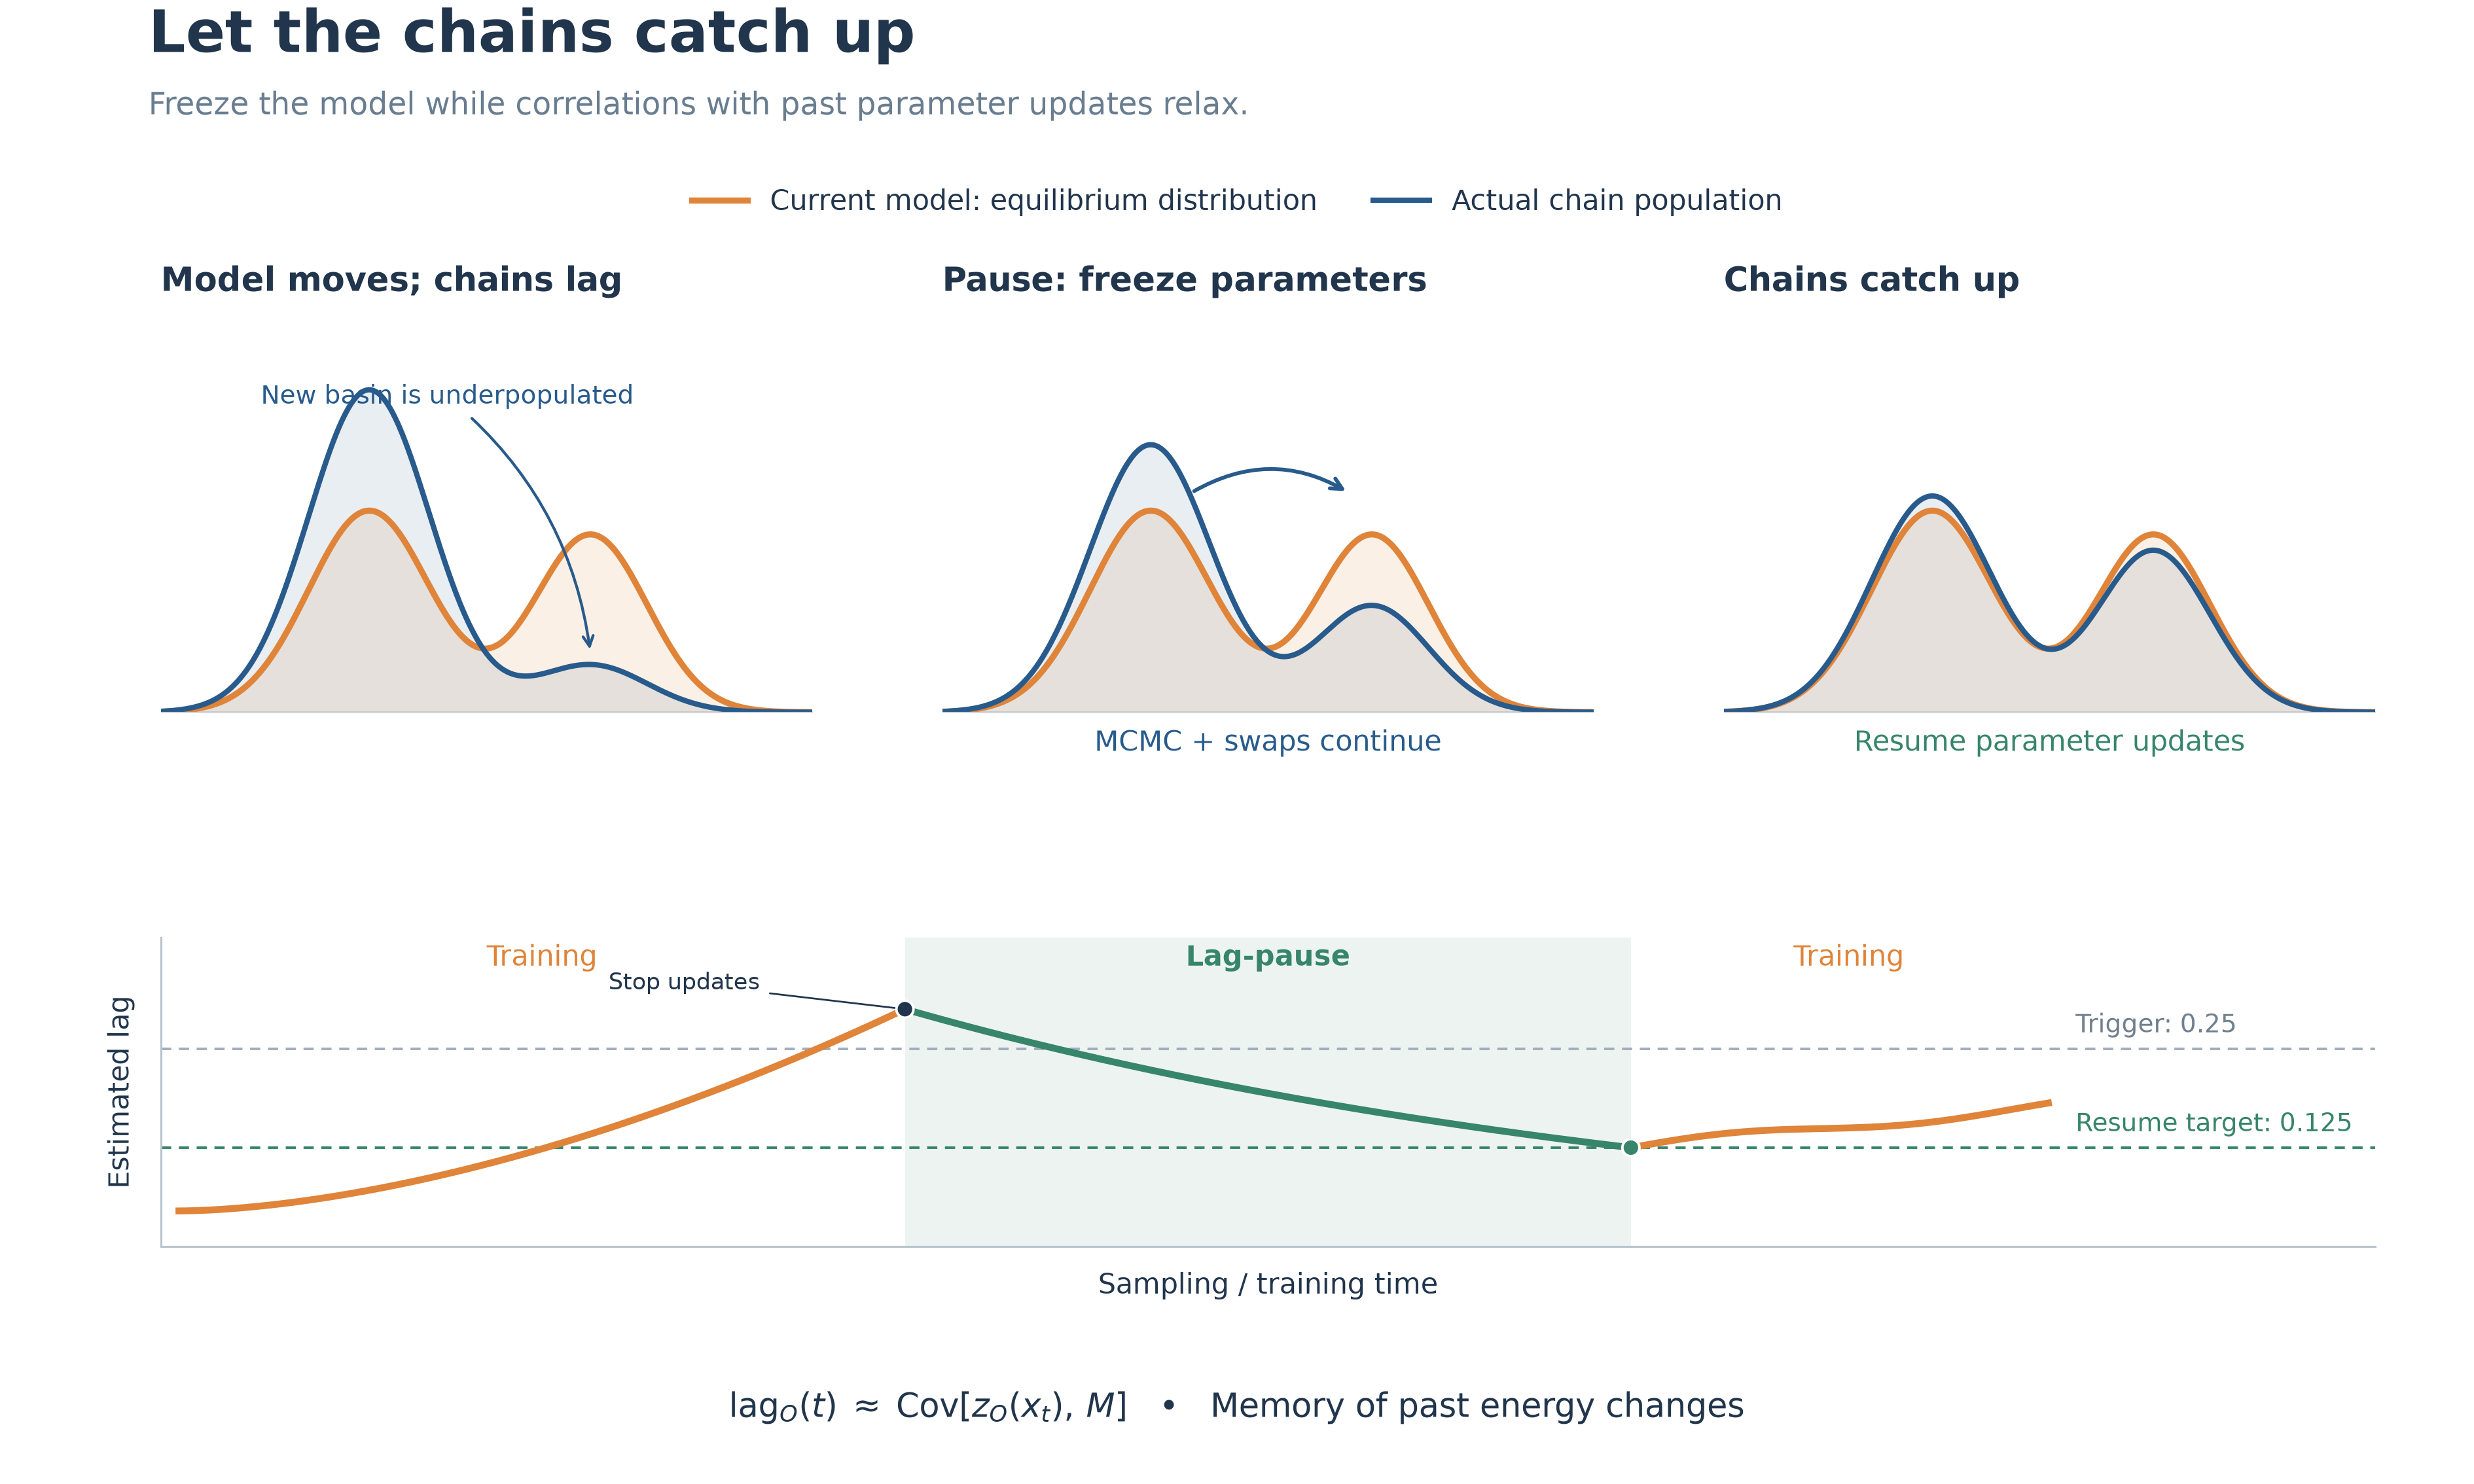 Let the chains catch up
Freeze the model while correlations with past parameter updates relax.
Current model: equilibrium distribution
Actual chain population
Model moves; chains lag
Pause: freeze parameters
Chains catch up
New basin is underpopulated
MCMC + swaps continue
Resume parameter updates
Training
Lag-pause
Training
Stop updates
Trigger: 0.25
Resume target: 0.125
Estimated lag
Sampling / training time
lag_O(t) ≈ Cov[z_O(x_t), M] • Memory of past energy changes